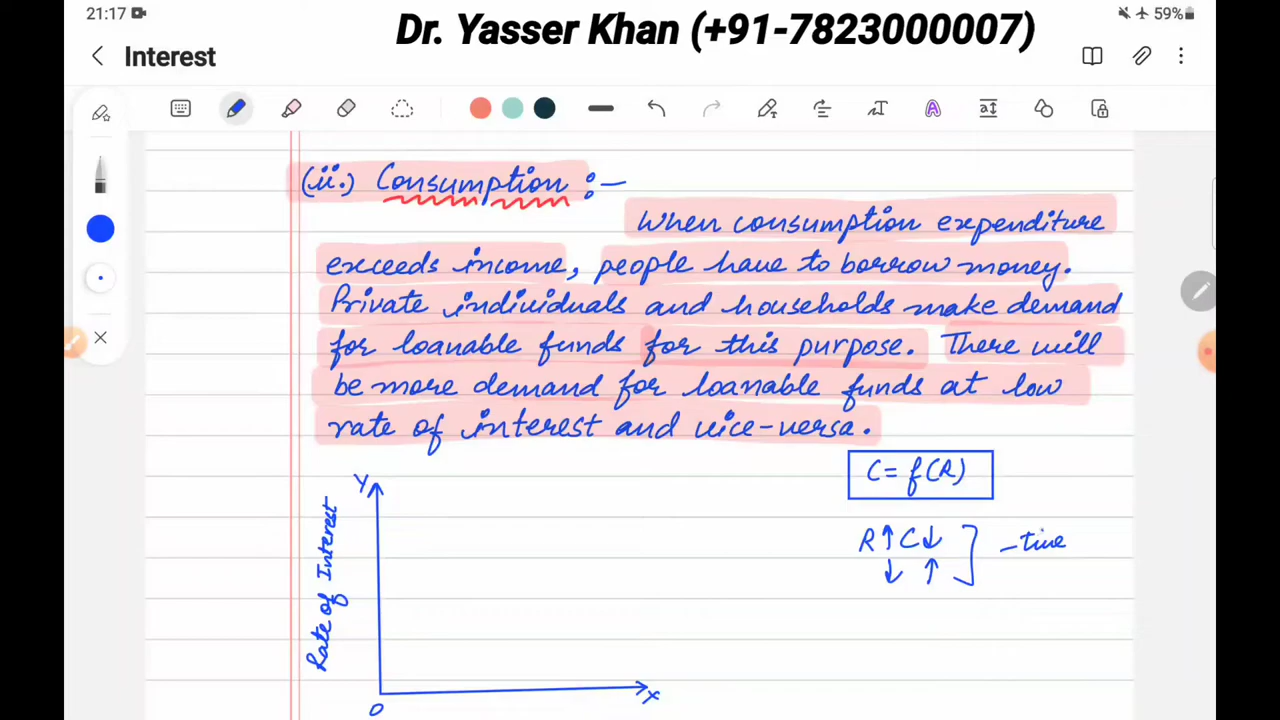 21:17
59%
Dr. Yasser Khan (+91-7823000007)
Interest
(ii.) Consumption :-
When consumption expenditure
exceeds income, people have to borrow money.
Private individuals and households make demand
for loanable funds for this purpose. There will
be more demand for loanable funds at low
rate of interest and vice-versa.
C = f(R)
R↑ C↓ ] -tive
↓ ↑
Y
Rate of Interest
O
X